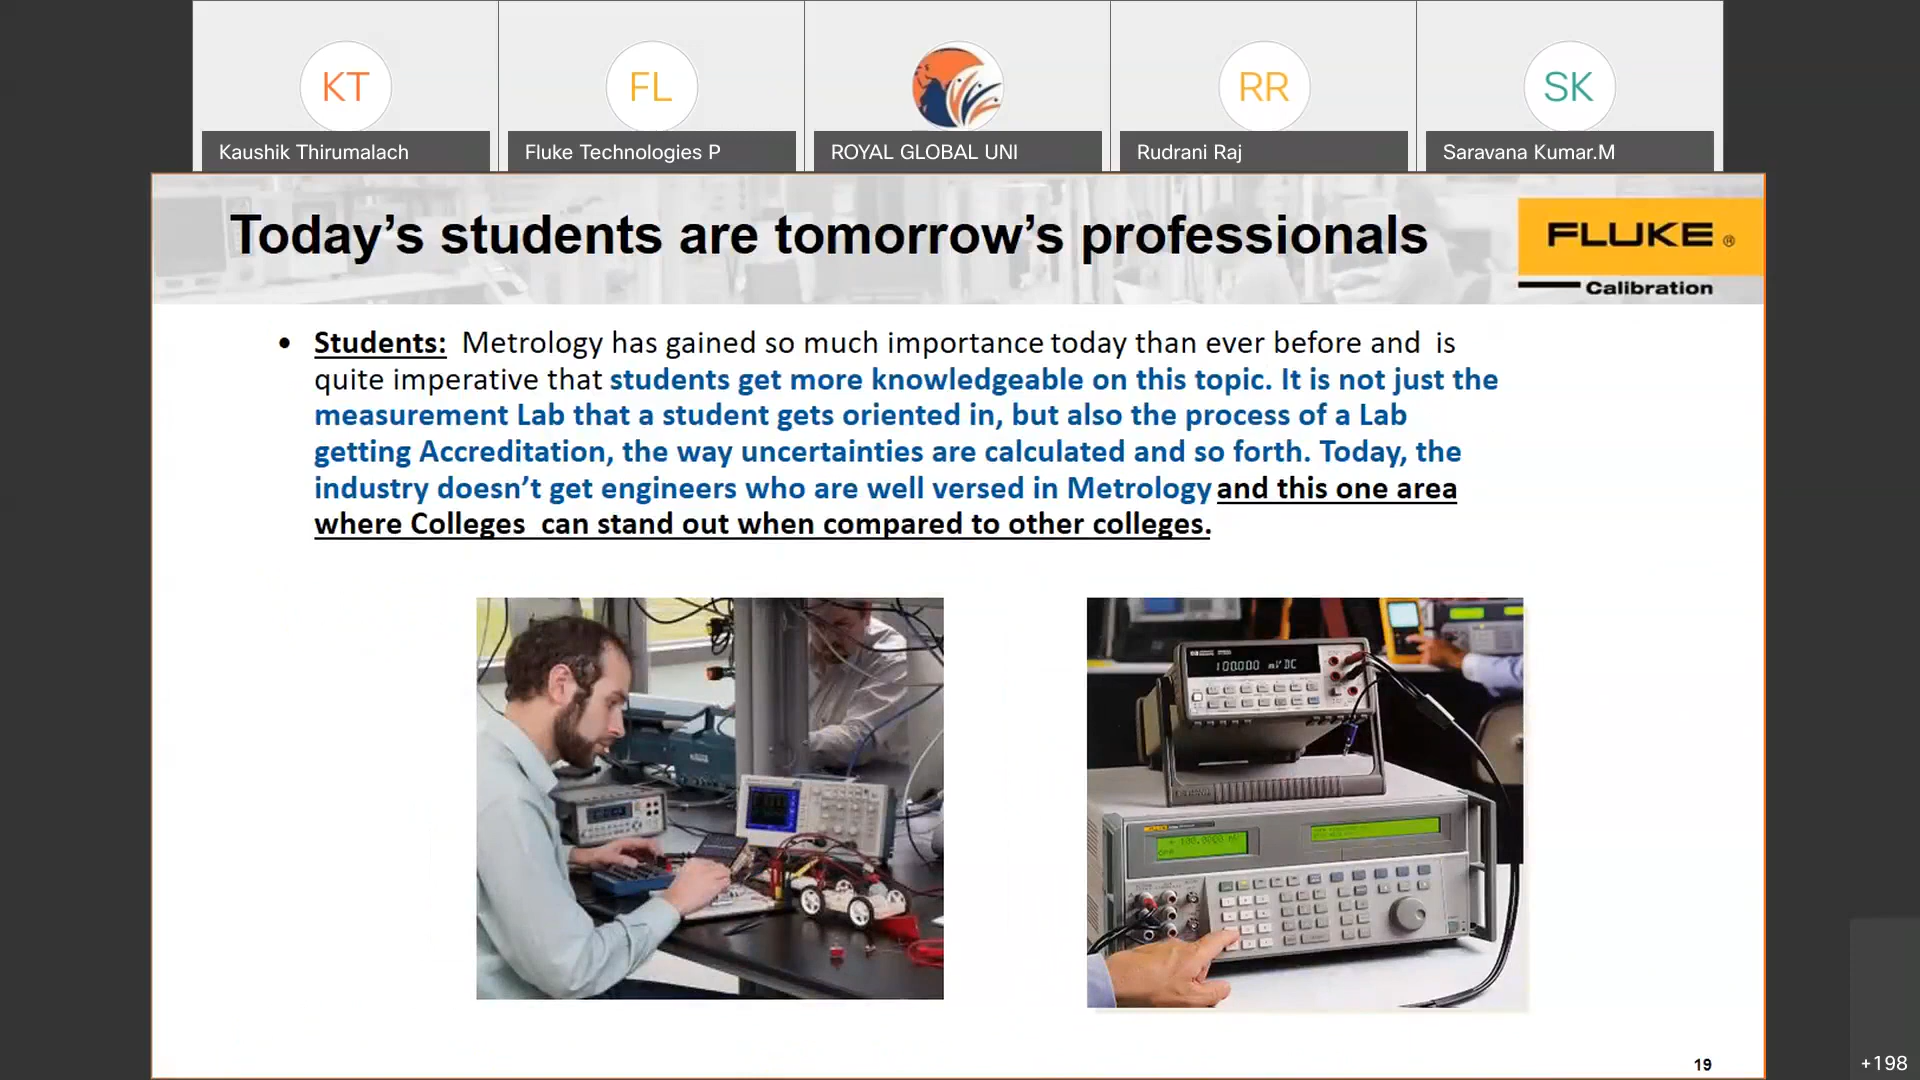 KT
FL
RR
SK
Kaushik Thirumalach
Fluke Technologies P
ROYAL GLOBAL UNI
Rudrani Raj
Saravana Kumar.M
Today’s students are tomorrow’s professionals
FLUKE ®
Calibration
• Students: Metrology has gained so much importance today than ever before and is
quite imperative that students get more knowledgeable on this topic. It is not just the
measurement Lab that a student gets oriented in, but also the process of a Lab
getting Accreditation, the way uncertainties are calculated and so forth. Today, the
industry doesn’t get engineers who are well versed in Metrology and this one area
where Colleges can stand out when compared to other colleges.
100.000 mVDC
19
+198